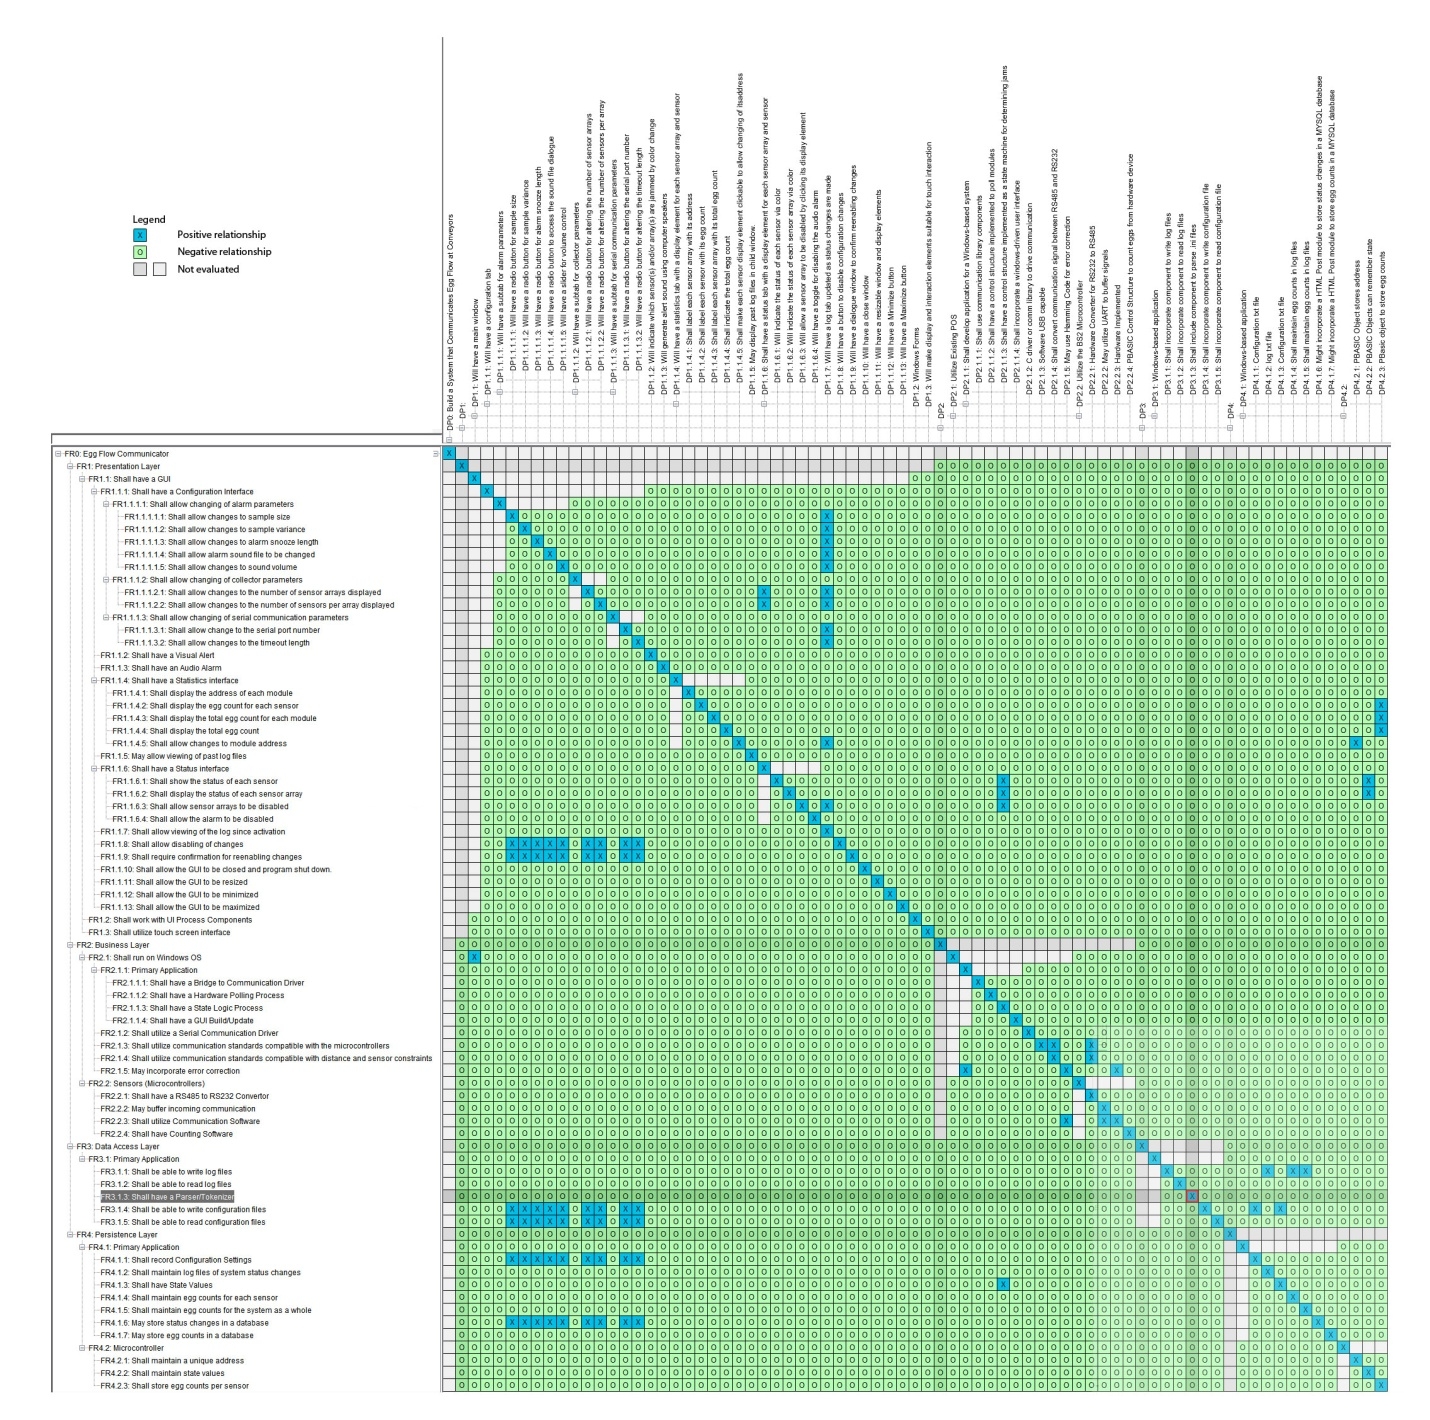 Legend
X Positive relationship
O Negative relationship
Not evaluated
DP0: Build a System that Communicates Egg Flow at Conveyors
DP1:
DP1.1: Will have a main window
DP1.1.1: Will have a configuration tab
DP1.1.1.1: Will have a subtab for alarm parameters
DP1.1.1.1.1: Will have a radio button for sample size
DP1.1.1.1.2: Will have a radio button for sample variance
DP1.1.1.1.3: Will have a radio button for alarm snooze length
DP1.1.1.1.4: Will have a radio button to access the sound file dialogue
DP1.1.1.1.5: Will have a slider for volume control
DP1.1.1.2: Will have a subtab for collector parameters
DP1.1.1.2.1: Will have a radio button for altering the number of sensor arrays
DP1.1.1.2.2: Will have a radio button for altering the number of sensors per array
DP1.1.1.3: Will have a subtab for serial communication parameters
DP1.1.1.3.1: Will have a radio button for altering the serial port number
DP1.1.1.3.2: Will have a radio button for altering the timeout length
DP1.1.2: Will indicate which sensor(s) and/or array(s) are jammed by color change
DP1.1.3: Will generate alert sound using computer speakers
DP1.1.4: Will have a statistics tab with a display element for each sensor array and sensor
DP1.1.4.1: Shall label each sensor array with its address
DP1.1.4.2: Shall label each sensor with its egg count
DP1.1.4.3: Shall label each sensor array with its total egg count
DP1.1.4.4: Shall indicate the total egg count
DP1.1.4.5: Shall make each sensor display element clickable to allow changing of itsaddress
DP1.1.5: May display past log files in child window.
DP1.1.6: Shall have a status tab with a display element for each sensor array and sensor
DP1.1.6.1: Will indicate the status of each sensor via color
DP1.1.6.2: Will indicate the status of each sensor array via color
DP1.1.6.3: Will allow a sensor array to be disabled by clicking its display element
DP1.1.6.4: Will have a toggle for disabling the audio alarm
DP1.1.7: Will have a log tab updated as status changes are made
DP1.1.8: Will have a button to disable configuration changes
DP1.1.9: Will have a dialogue window to confirm renabling changes
DP1.1.10: Will have a close window
DP1.1.11: Will have a resizable window and display elements
DP1.1.12: Will have a Minimize button
DP1.1.13: Will have a Maximize button
DP1.2: Windows Forms
DP1.3: Will make display and interaction elements suitable for touch interaction
DP2:
DP2.1: Utilize Existing POS
DP2.1.1: Shall develop application for a Windows-based system
DP2.1.1.1: Shall use communication library components
DP2.1.1.2: Shall have a control structure implemented to poll modules
DP2.1.1.3: Shall have a control structure implemented as a state machine for determining jams
DP2.1.1.4: Shall incorporate a windows-driven user interface
DP2.1.2: C driver or comm library to drive communication
DP2.1.3: Software USB capable
DP2.1.4: Shall convert communication signal between RS485 and RS232
DP2.1.5: May use Hamming Code for error correction
DP2.2: Utilize the BS2 Microcontroller
DP2.2.1: Hardware Converter for RS232 to RS485
DP2.2.2: May utilize UART to buffer signals
DP2.2.3: Hardware Implemented
DP2.2.4: PBASIC Control Structure to count eggs from hardware device
DP3:
DP3.1: Windows-based application
DP3.1.1: Shall incorporate component to write log files
DP3.1.2: Shall incorporate component to read log files
DP3.1.3: Shall include component to parse .ini files
DP3.1.4: Shall incorporate component to write configuration file
DP3.1.5: Shall incorporate component to read configuration file
DP4:
DP4.1: Windows-based application
DP4.1.1: Configuration txt file
DP4.1.2: log txt file
DP4.1.3: Configuration txt file
DP4.1.4: Shall maintain egg counts in log files
DP4.1.5: Shall maintain egg counts in log files
DP4.1.6: Might incorporate a HTML Post module to store status changes in a MYSQL database
DP4.1.7: Might incorporate a HTML Post module to store egg counts in a MYSQL database
DP4.2:
DP4.2.1: PBASIC Object stores address
DP4.2.2: PBASIC Objects can remember state
DP4.2.3: PBasic object to store egg counts
FR0: Egg Flow Communicator
FR1: Presentation Layer
FR1.1: Shall have a GUI
FR1.1.1: Shall have a Configuration Interface
FR1.1.1.1: Shall allow changing of alarm parameters
FR1.1.1.1.1: Shall allow changes to sample size
FR1.1.1.1.2: Shall allow changes to sample variance
FR1.1.1.1.3: Shall allow changes to alarm snooze length
FR1.1.1.1.4: Shall allow alarm sound file to be changed
FR1.1.1.1.5: Shall allow changes to sound volume
FR1.1.1.2: Shall allow changing of collector parameters
FR1.1.1.2.1: Shall allow changes to the number of sensor arrays displayed
FR1.1.1.2.2: Shall allow changes to the number of sensors per array displayed
FR1.1.1.3: Shall allow changing of serial communication parameters
FR1.1.1.3.1: Shall allow change to the serial port number
FR1.1.1.3.2: Shall allow changes to the timeout length
FR1.1.2: Shall have a Visual Alert
FR1.1.3: Shall have an Audio Alarm
FR1.1.4: Shall have a Statistics interface
FR1.1.4.1: Shall display the address of each module
FR1.1.4.2: Shall display the egg count for each sensor
FR1.1.4.3: Shall display the total egg count for each module
FR1.1.4.4: Shall display the total egg count
FR1.1.4.5: Shall allow changes to module address
FR1.1.5: May allow viewing of past log files
FR1.1.6: Shall have a Status interface
FR1.1.6.1: Shall show the status of each sensor
FR1.1.6.2: Shall display the status of each sensor array
FR1.1.6.3: Shall allow sensor arrays to be disabled
FR1.1.6.4: Shall allow the alarm to be disabled
FR1.1.7: Shall allow viewing of the log since activation
FR1.1.8: Shall allow disabling of changes
FR1.1.9: Shall require confirmation for reenabling changes
FR1.1.10: Shall allow the GUI to be closed and program shut down.
FR1.1.11: Shall allow the GUI to be resized
FR1.1.12: Shall allow the GUI to be minimized
FR1.1.13: Shall allow the GUI to be maximized
FR1.2: Shall work with UI Process Components
FR1.3: Shall utilize touch screen interface
FR2: Business Layer
FR2.1: Shall run on Windows OS
FR2.1.1: Primary Application
FR2.1.1.1: Shall have a Bridge to Communication Driver
FR2.1.1.2: Shall have a Hardware Polling Process
FR2.1.1.3: Shall have a State Logic Process
FR2.1.1.4: Shall have a GUI Build/Update
FR2.1.2: Shall utilize a Serial Communication Driver
FR2.1.3: Shall utilize communication standards compatible with the microcontrollers
FR2.1.4: Shall utilize communication standards compatible with distance and sensor constraints
FR2.1.5: May incorporate error correction
FR2.2: Sensors (Microcontrollers)
FR2.2.1: Shall have a RS485 to RS232 Convertor
FR2.2.2: May buffer incoming communication
FR2.2.3: Shall utilize Communication Software
FR2.2.4: Shall have Counting Software
FR3: Data Access Layer
FR3.1: Primary Application
FR3.1.1: Shall be able to write log files
FR3.1.2: Shall be able to read log files
FR3.1.3: Shall have a Parser/Tokenizer
FR3.1.4: Shall be able to write configuration files
FR3.1.5: Shall be able to read configuration files
FR4: Persistence Layer
FR4.1: Primary Application
FR4.1.1: Shall record Configuration Settings
FR4.1.2: Shall maintain log files of system status changes
FR4.1.3: Shall have State Values
FR4.1.4: Shall maintain egg counts for each sensor
FR4.1.5: Shall maintain egg counts for the system as a whole
FR4.1.6: May store status changes in a database
FR4.1.7: May store egg counts in a database
FR4.2: Microcontroller
FR4.2.1: Shall maintain a unique address
FR4.2.2: Shall maintain state values
FR4.2.3: Shall store egg counts per sensor